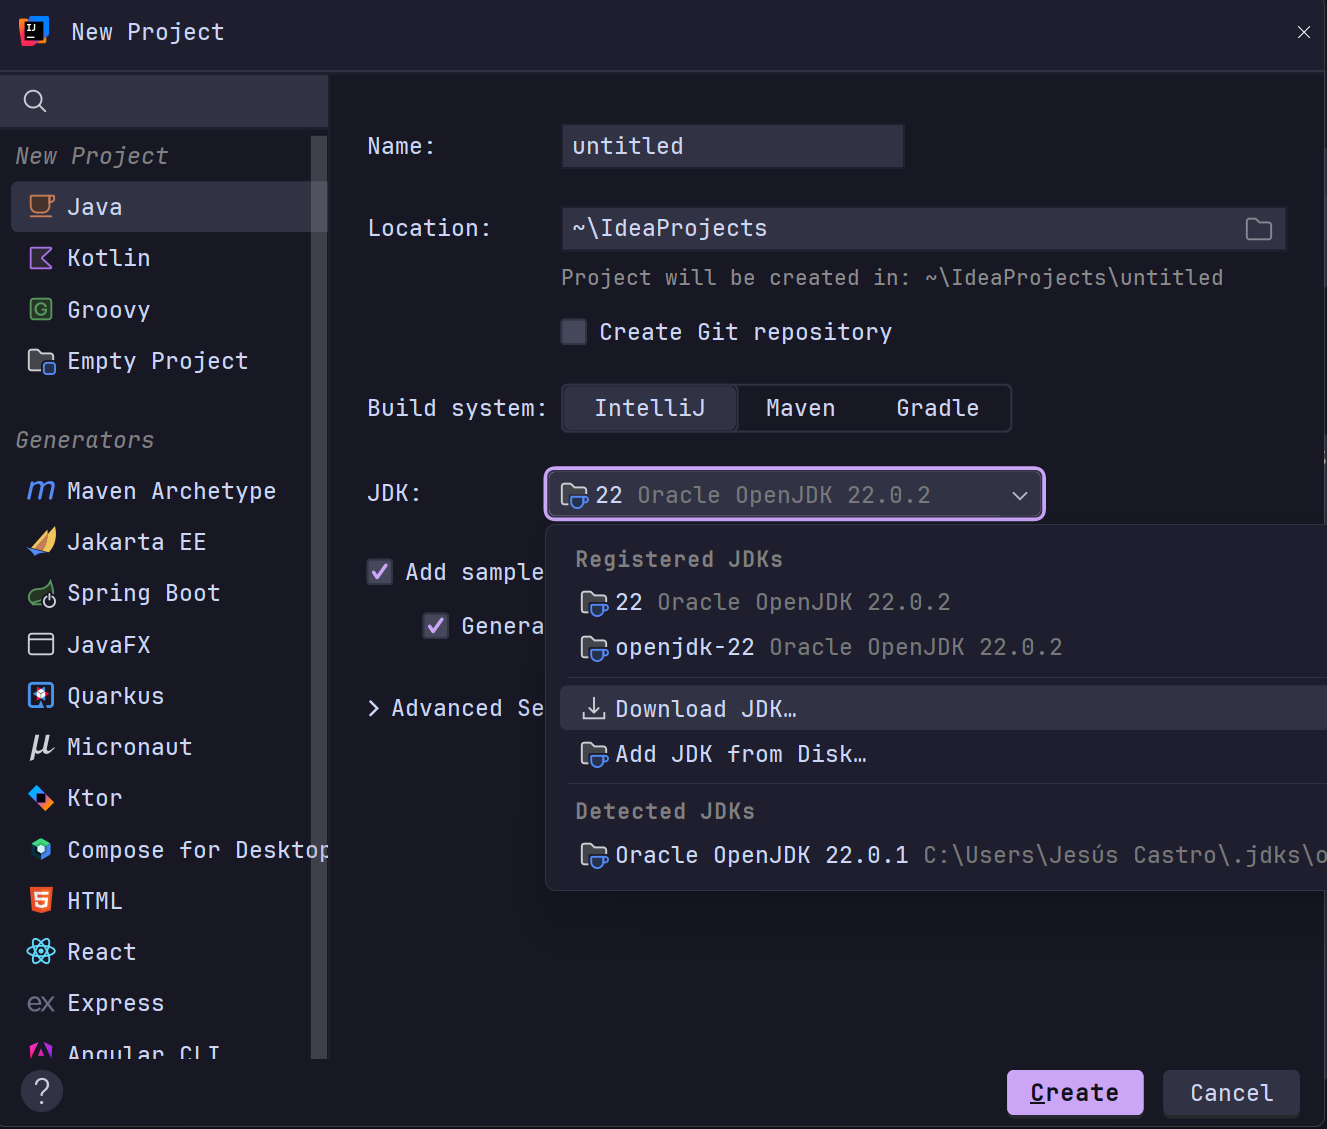 New Project
New Project
Java
Kotlin
Groovy
Empty Project
Generators
Maven Archetype
Jakarta EE
Spring Boot
JavaFX
Quarkus
Micronaut
Ktor
Compose for Desktop
HTML
React
Express
Angular CLI
?
Name: untitled
Location: ~\IdeaProjects
Project will be created in: ~\IdeaProjects\untitled
Create Git repository
Build system: IntelliJ Maven Gradle
JDK: 22 Oracle OpenJDK 22.0.2
Add sample
Genera
Advanced Se
Registered JDKs
22 Oracle OpenJDK 22.0.2
openjdk-22 Oracle OpenJDK 22.0.2
Download JDK…
Add JDK from Disk…
Detected JDKs
Oracle OpenJDK 22.0.1 C:\Users\Jesús Castro\.jdks\o
Create Cancel